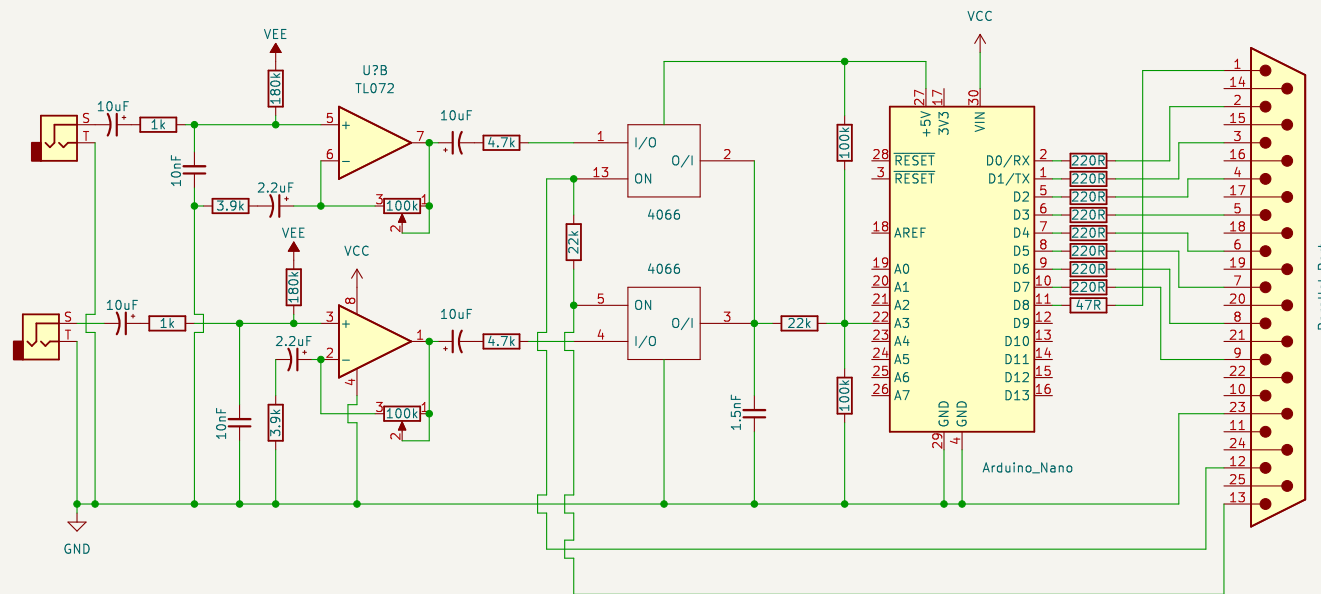 VCC
VEE
180k
U?B
TL072
10uF
S
T
1k
10nF
2.2uF
3.9k
5
+
6
−
7
3
100k
1
2
10uF
4.7k
1
I/O
O/I
2
13
ON
4066
22k
4066
5
ON
O/I
3
4
I/O
22k
1.5nF
100k
100k
VEE
180k
VCC
8
10uF
S
T
1k
3
+
2
−
1
4
2.2uF
10nF
3.9k
3
100k
1
2
10uF
4.7k
GND
27
+5V
17
3V3
30
VIN
28
RESET
3
RESET
18
AREF
19
A0
20
A1
21
A2
22
A3
23
A4
24
A5
25
A6
26
A7
D0/RX
2
220R
D1/TX
1
220R
D2
5
220R
D3
6
220R
D4
7
220R
D5
8
220R
D6
9
220R
D7
10
220R
D8
11
47R
D9
12
D10
13
D11
14
D12
15
D13
16
GND
29
GND
4
Arduino_Nano
1
14
2
15
3
16
4
17
5
18
6
19
7
20
8
21
9
22
10
23
11
24
12
25
13